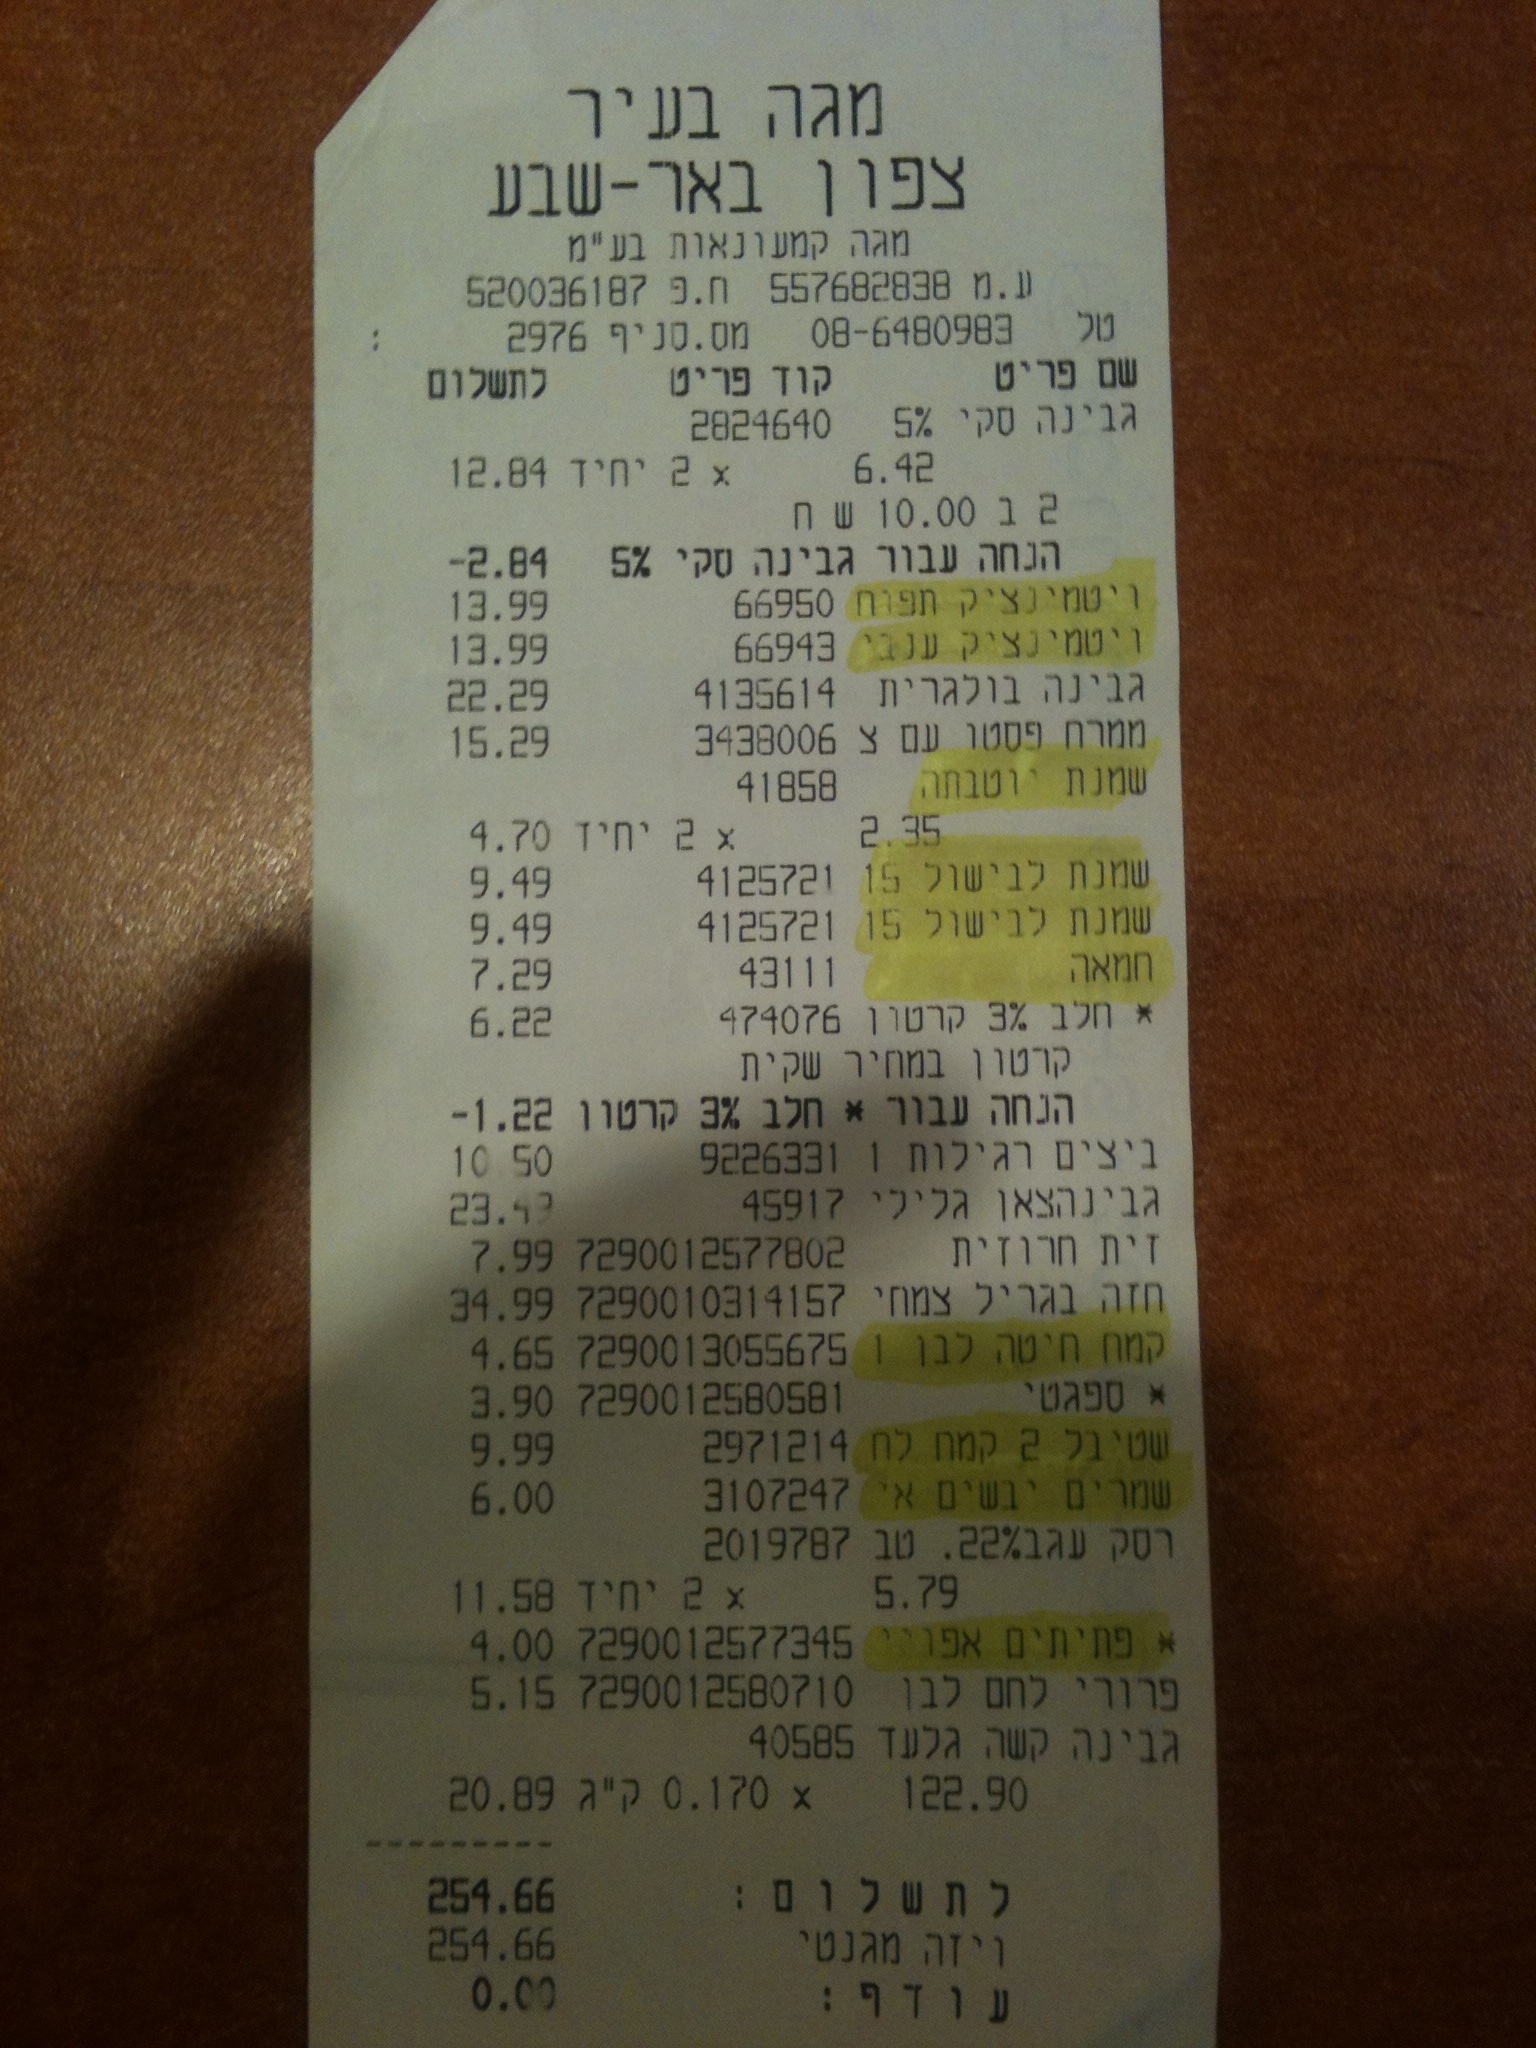 מגה בעיר
צפון באר-שבע
מגה קמעונאות בע"מ
ע.מ 557682838 ח.פ 520036187
טל 08-6480983 מס.סניף 2976 :
שם פריט קוד פריט לתשלום
גבינה סקי 5% 2824640
6.42 x 2 יחיד 12.84
2 ב 10.00 ש ח
הנחה עבור גבינה סקי 5% -2.84
ויטמינציק תפוח 66950 13.99
ויטמינציק ענבי 66943 13.99
גבינה בולגרית 4135614 22.29
ממרח פסטו עם צ 3438006 15.29
שמנת יוטבתה 41858
2.35 x 2 יחיד 4.70
שמנת לבישול 15 4125721 9.49
שמנת לבישול 15 4125721 9.49
חמאה 43111 7.29
* חלב 3% קרטון 474076 6.22
קרטון במחיר שקית
הנחה עבור * חלב 3% קרטון -1.22
ביצים רגילות ו 9226331 10.50
גבינהצאן גלילי 45917 23.49
זית חרוזית 7290012577802 7.99
חזה בגריל צמחי 7290010314157 34.99
קמח חיטה לבן ו 7290013055675 4.65
* ספגטי 7290012580581 3.90
שטיבל 2 קמח לח 2971214 9.99
שמרים יבשים אי 3107247 6.00
רסק עגב22%. טב 2019787
5.79 x 2 יחיד 11.58
* פתיתים אפויי 7290012577345 4.00
פרורי לחם לבן 7290012580710 5.15
גבינה קשה גלעד 40585
122.90 x 0.170 ק"ג 20.89
---------
לתשלום: 254.66
ויזה מגנטי 254.66
עודף: 0.00